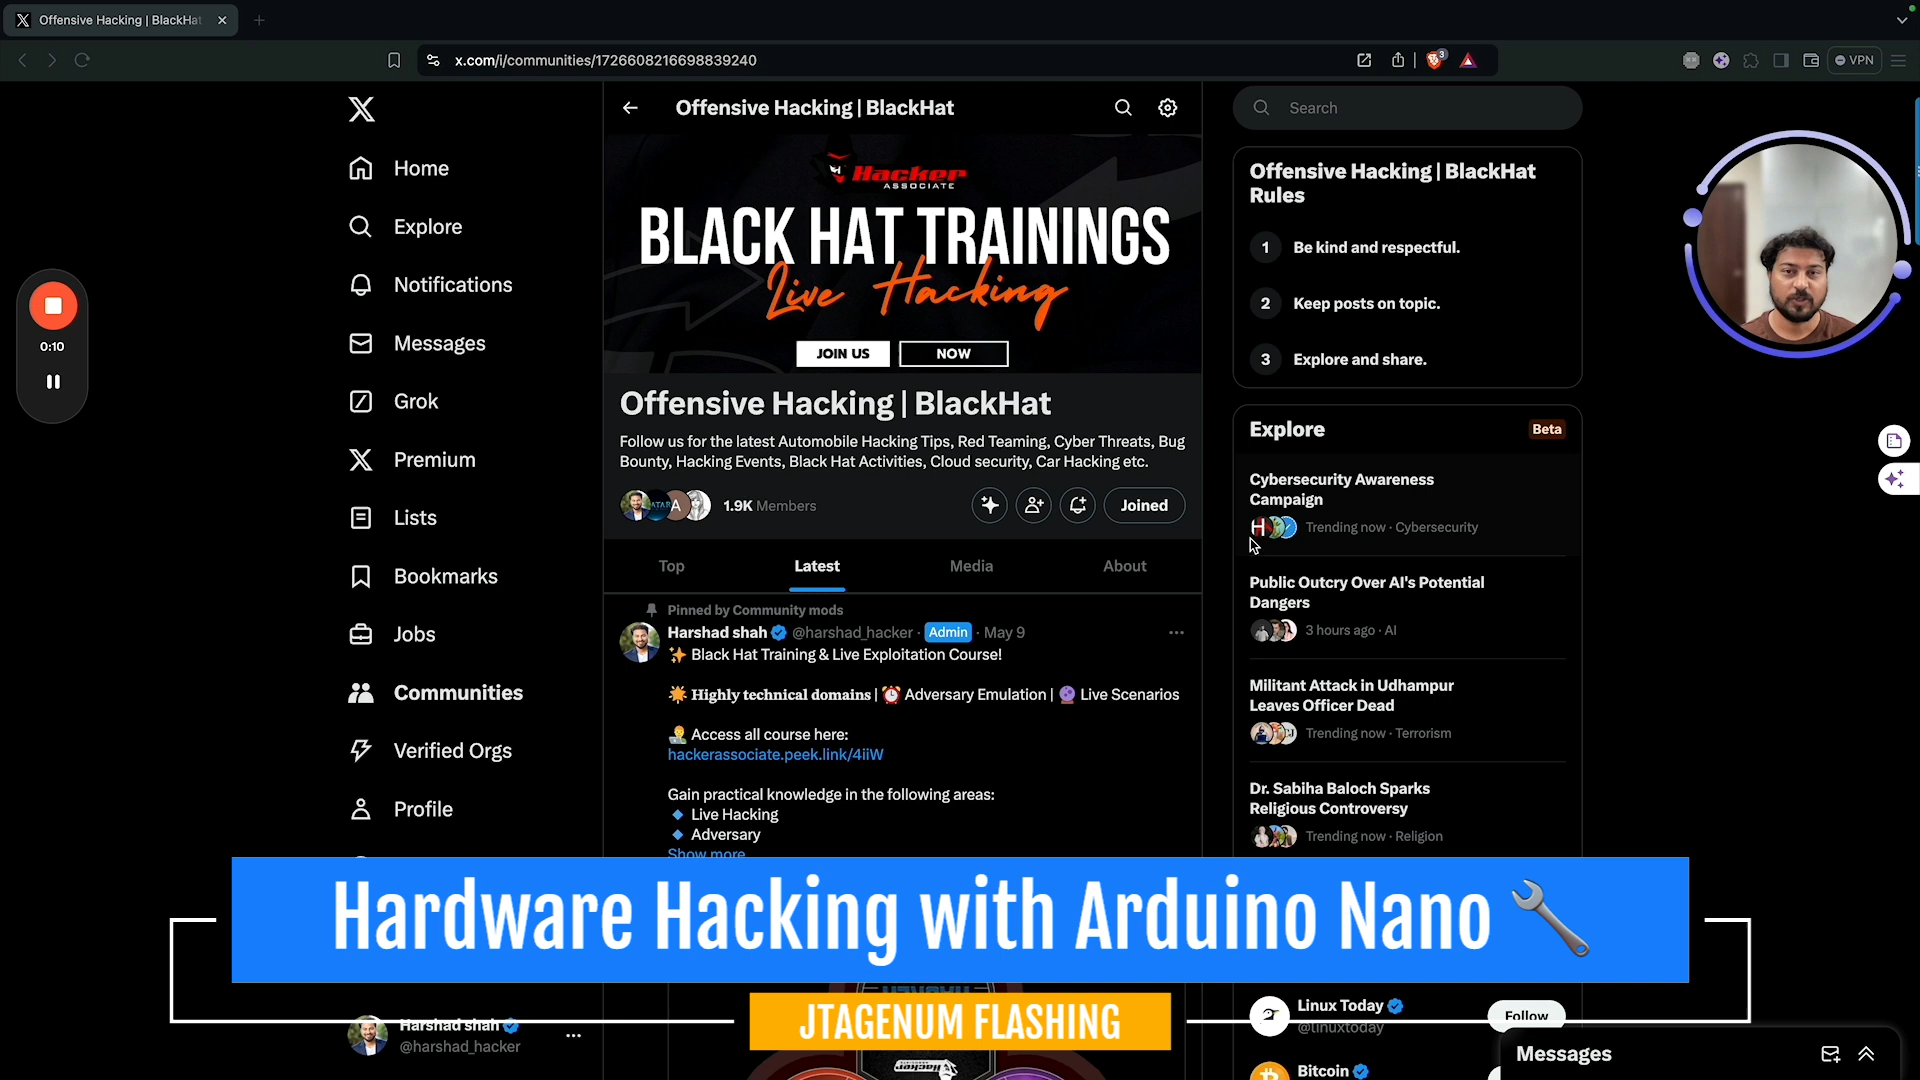 Offensive Hacking | BlackHat
x.com/i/communities/1726608216698839240
3
VPN
Home
Explore
Notifications
Messages
Grok
Premium
Lists
Bookmarks
Jobs
Communities
Verified Orgs
Profile
Harshad shah
@harshad_hacker
0:10
Offensive Hacking | BlackHat
Hacker
ASSOCIATE
BLACK HAT TRAININGS
Live Hacking
JOIN US
NOW
Offensive Hacking | BlackHat
Follow us for the latest Automobile Hacking Tips, Red Teaming, Cyber Threats, Bug
Bounty, Hacking Events, Black Hat Activities, Cloud security, Car Hacking etc.
A
1.9K Members
Joined
Top
Latest
Media
About
Pinned by Community mods
Harshad shah @harshad_hacker · Admin · May 9
✨ Black Hat Training & Live Exploitation Course!
Highly technical domains | ⏰ Adversary Emulation | 🔮 Live Scenarios
Access all course here:
hackerassociate.peek.link/4iiW
Gain practical knowledge in the following areas:
🔹 Live Hacking
🔹 Adversary
Show more
Search
Offensive Hacking | BlackHat
Rules
1 Be kind and respectful.
2 Keep posts on topic.
3 Explore and share.
Explore
Beta
Cybersecurity Awareness
Campaign
Trending now · Cybersecurity
Public Outcry Over AI's Potential
Dangers
3 hours ago · AI
Militant Attack in Udhampur
Leaves Officer Dead
Trending now · Terrorism
Dr. Sabiha Baloch Sparks
Religious Controversy
Trending now · Religion
Linux Today
@linuxtoday
Follow
Bitcoin
Messages
Hardware Hacking with Arduino Nano 🔧
JTAGENUM FLASHING